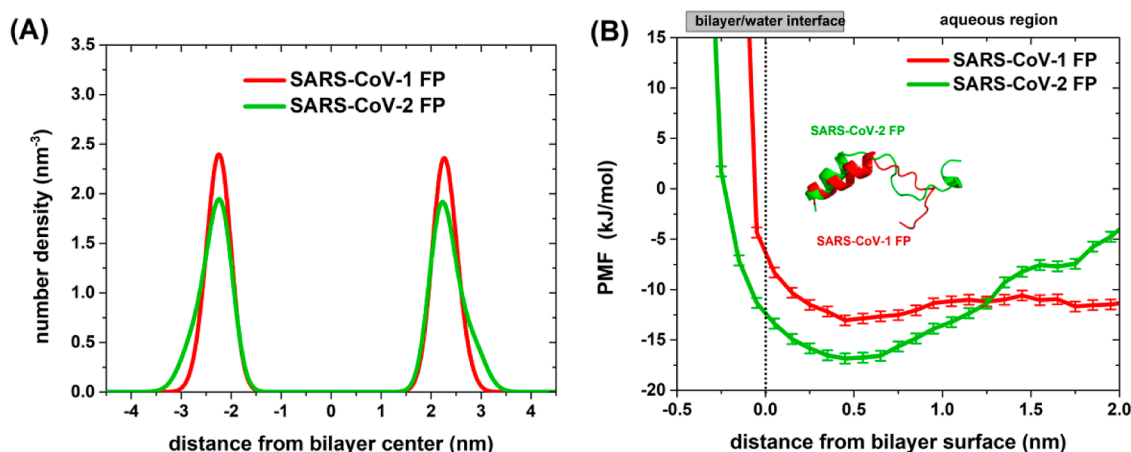 (A)
3.5
3.0
2.5
2.0
1.5
1.0
0.5
0.0
number density (nm⁻³)
SARS-CoV-1 FP
SARS-CoV-2 FP
-4 -3 -2 -1 0 1 2 3 4
distance from bilayer center (nm)
(B)
bilayer/water interface
aqueous region
15
10
5
0
-5
-10
-15
-20
PMF (kJ/mol)
SARS-CoV-1 FP
SARS-CoV-2 FP
SARS-CoV-2 FP
SARS-CoV-1 FP
-0.5 0.0 0.5 1.0 1.5 2.0
distance from bilayer surface (nm)